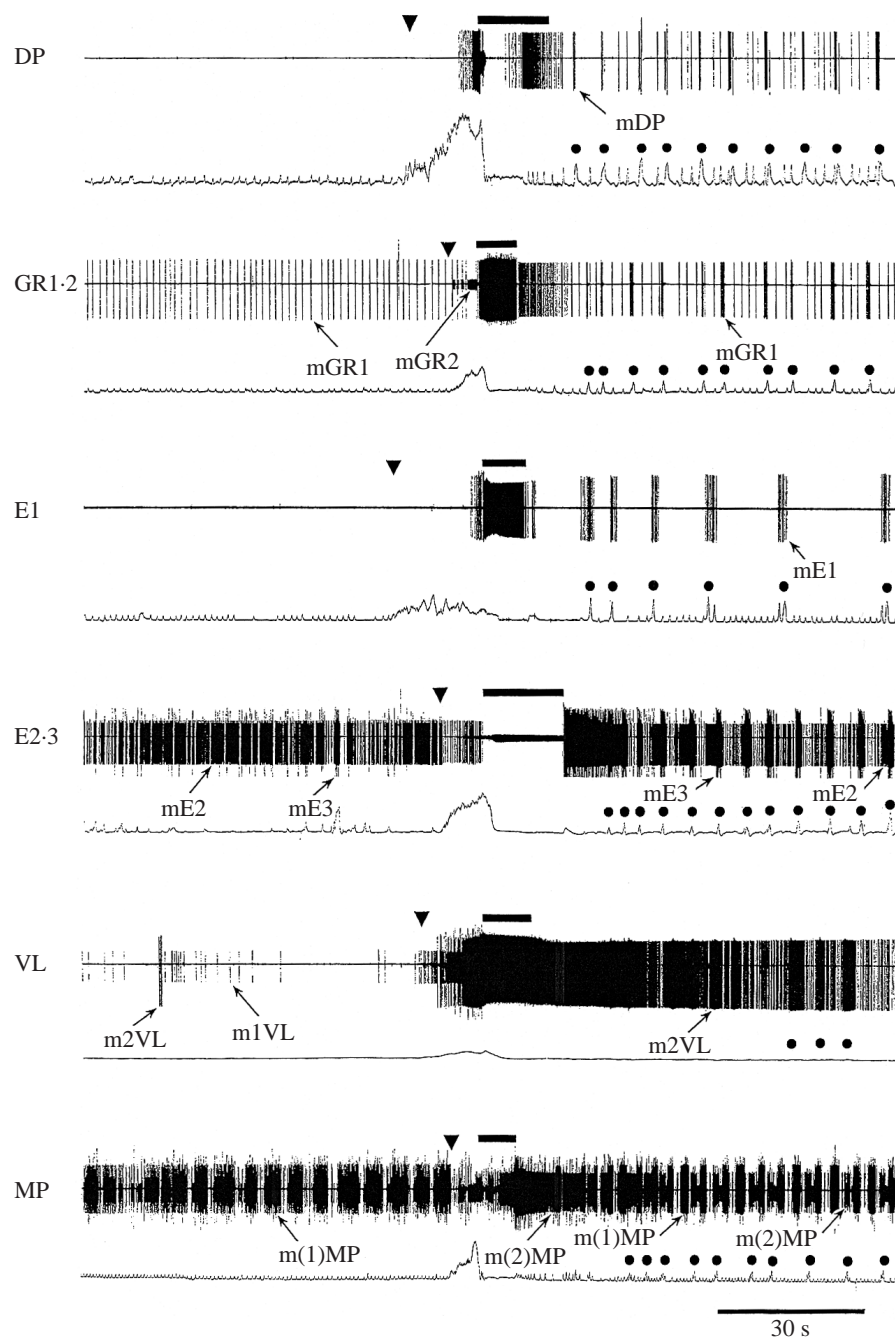 DP
mDP
GR1·2
mGR1
mGR2
mGR1
E1
mE1
E2·3
mE2
mE3
mE3
mE2
VL
m2VL
m1VL
m2VL
MP
m(1)MP
m(2)MP
m(1)MP
m(2)MP
30 s